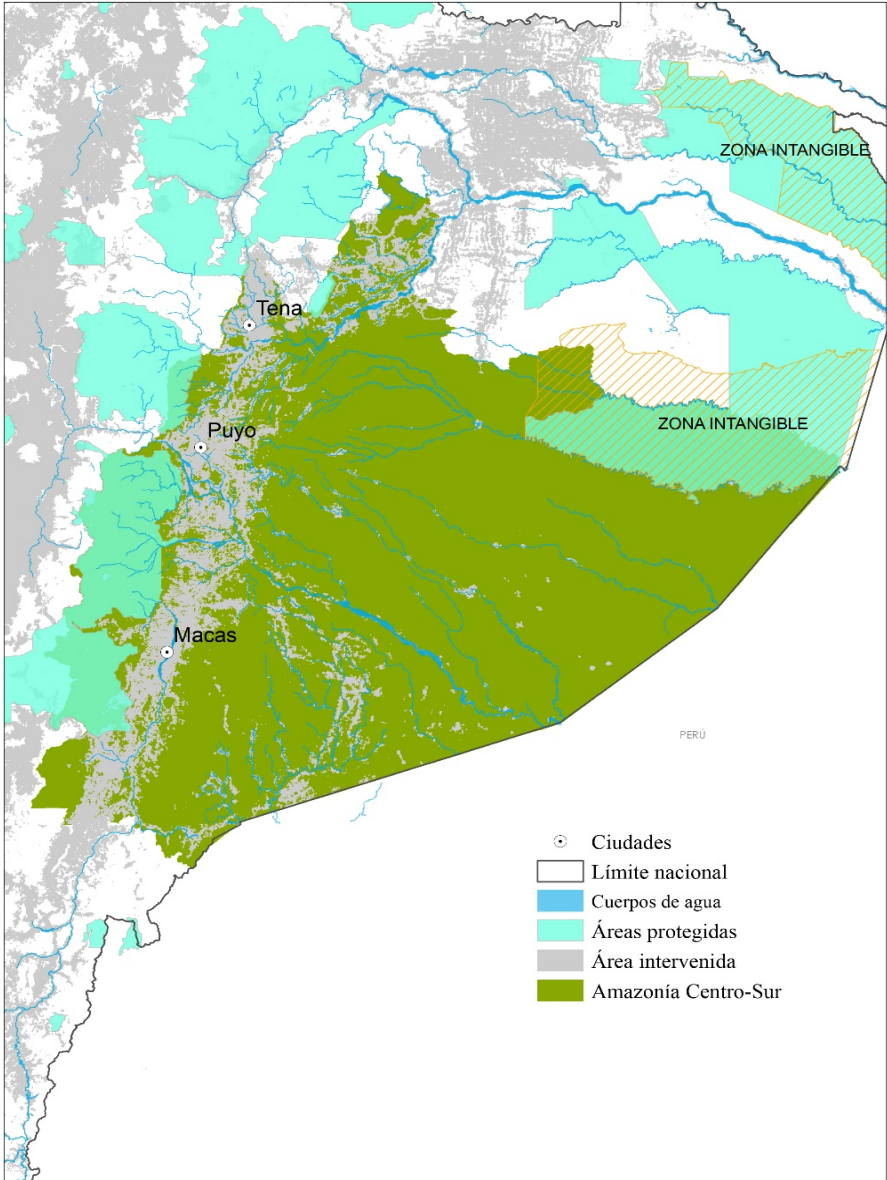 ZONA INTANGIBLE
Tena
ZONA INTANGIBLE
Puyo
Macas
PERÚ
Ciudades
Límite nacional
Cuerpos de agua
Áreas protegidas
Área intervenida
Amazonía Centro-Sur